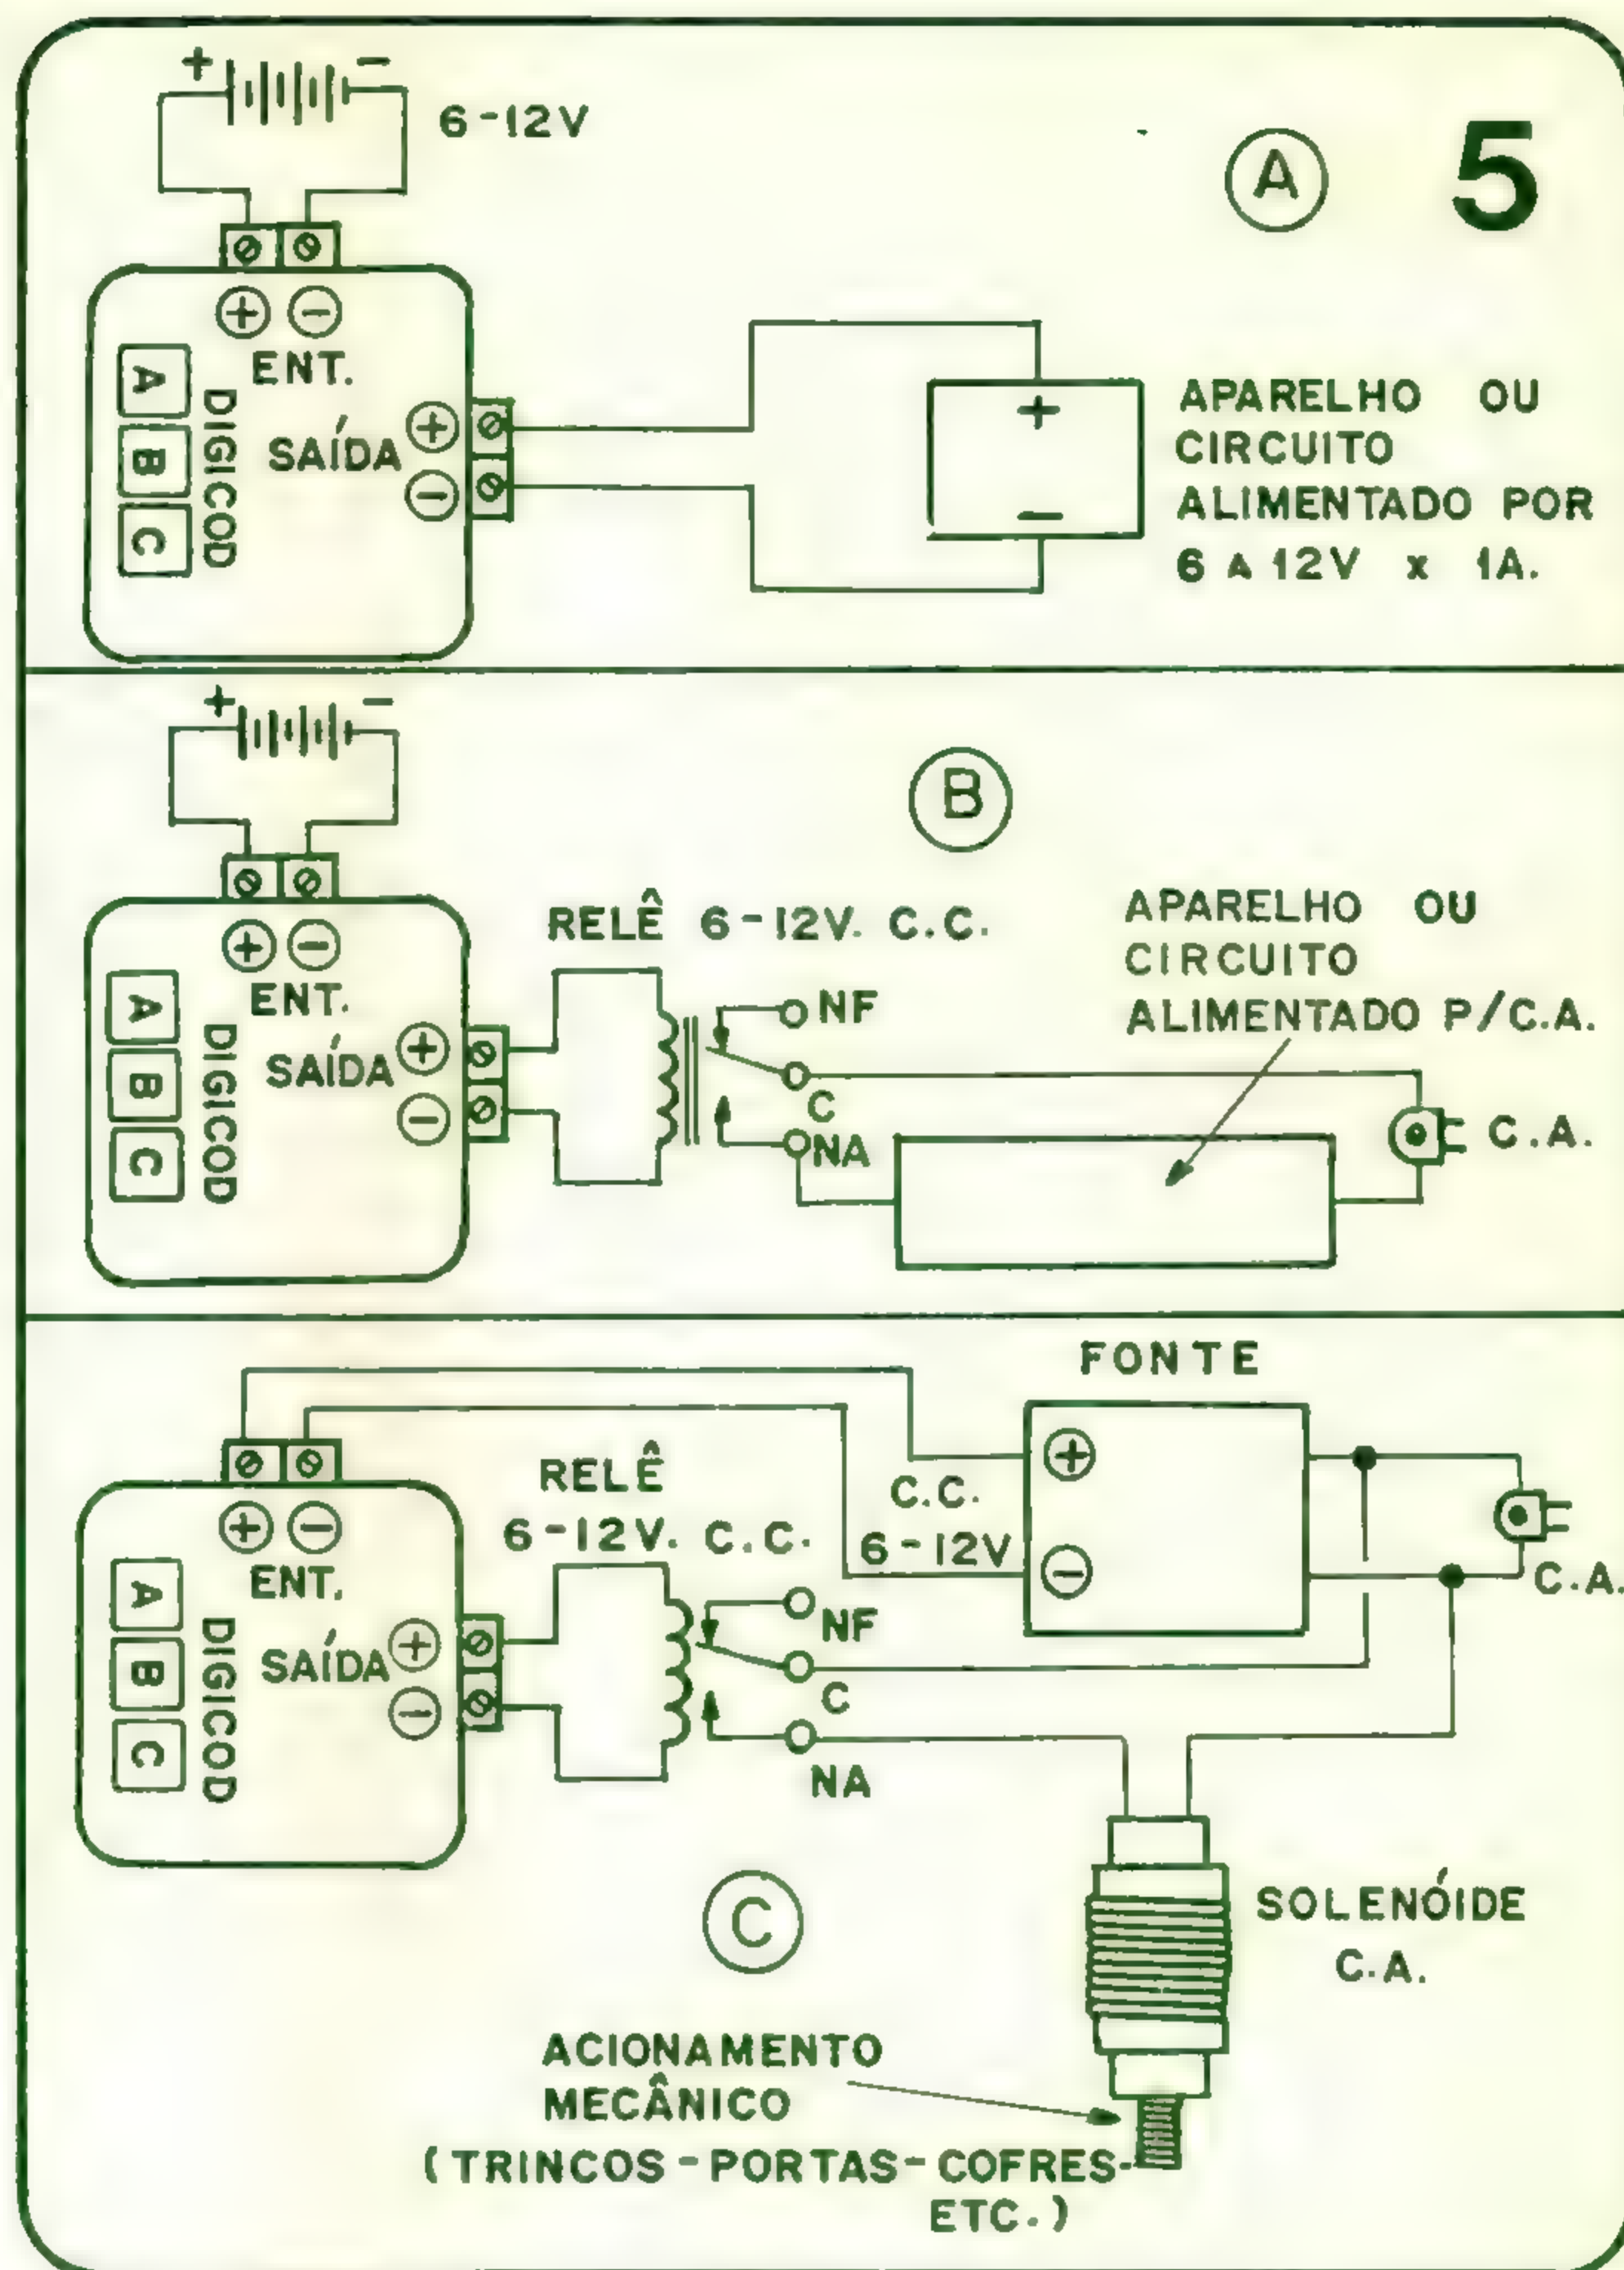 + -
6-12V
A 5
+ -
ENT.
A B C
DIGICOD
SAÍDA + -
+
-
APARELHO OU
CIRCUITO
ALIMENTADO POR
6 A 12V x 1A.
+ -
B
+ -
ENT.
A B C
DIGICOD
SAÍDA + -
RELÊ 6-12V. C.C.
NF
C
NA
APARELHO OU
CIRCUITO
ALIMENTADO P/C.A.
C.A.
FONTE
+
-
C.C.
6-12V
C.A.
+ -
ENT.
A B C
DIGICOD
SAÍDA + -
RELÊ
6-12V. C.C.
NF
C
NA
C
SOLENÓIDE
C.A.
ACIONAMENTO
MECÂNICO
(TRINCOS-PORTAS-COFRES-
ETC.)